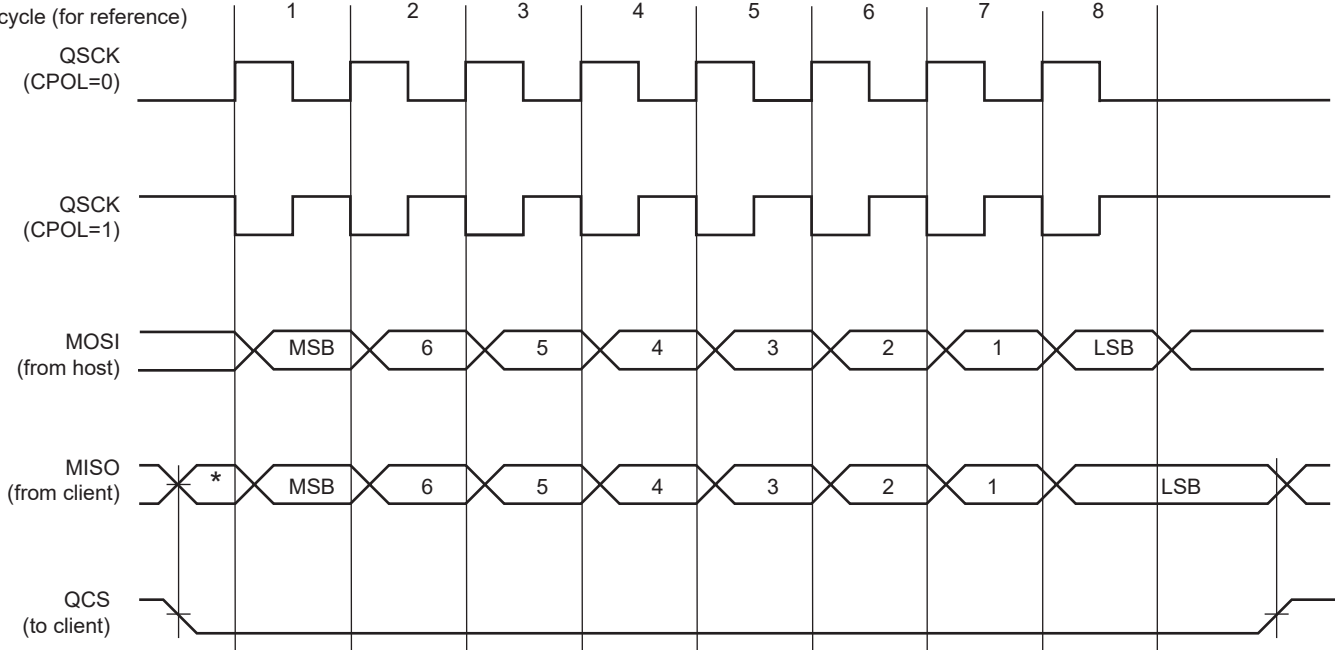 cycle (for reference) 1 2 3 4 5 6 7 8
QSCK
(CPOL=0)
QSCK
(CPOL=1)
MOSI
(from host)
MSB 6 5 4 3 2 1 LSB
MISO
(from client)
* MSB 6 5 4 3 2 1 LSB
QCS
(to client)